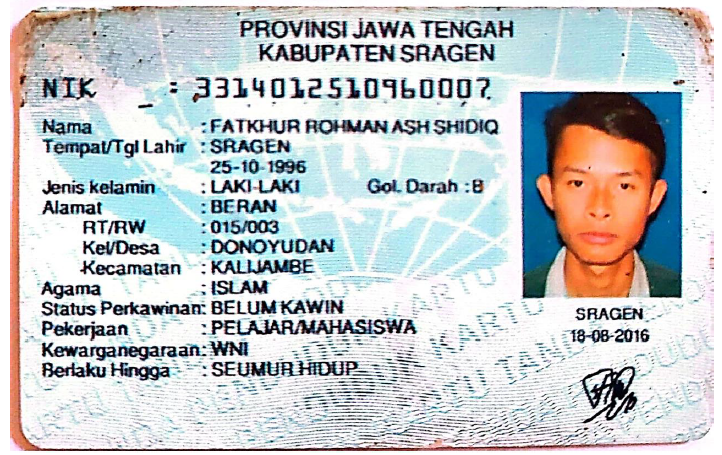 PROVINSI JAWA TENGAH
KABUPATEN SRAGEN
NIK : 3314012510960007
Nama : FATKHUR ROHMAN ASH SHIDIQ
Tempat/Tgl Lahir : SRAGEN
25-10-1996
Jenis kelamin : LAKI-LAKI Gol. Darah : B
Alamat : BERAN
RT/RW : 015/003
Kel/Desa : DONOYUDAN
Kecamatan : KALIJAMBE
Agama : ISLAM
Status Perkawinan: BELUM KAWIN
Pekerjaan : PELAJAR/MAHASISWA
Kewarganegaraan: WNI
Berlaku Hingga : SEUMUR HIDUP
SRAGEN
18-08-2016